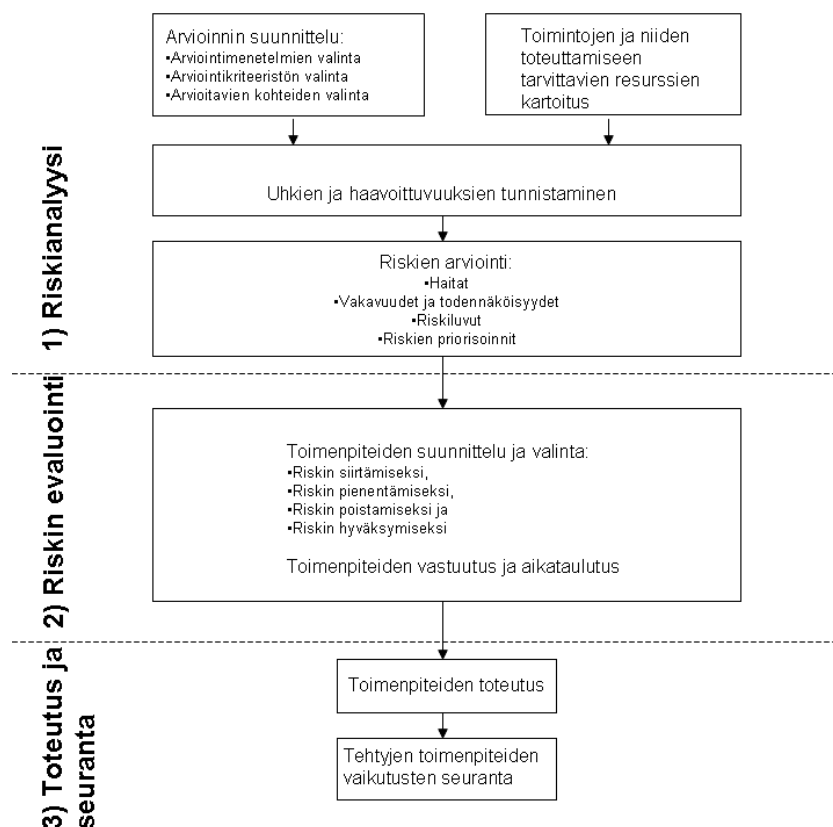 Arvioinnin suunnittelu:
▪Arviointimenetelmien valinta
▪Arviointikriteeristön valinta
▪Arvioitavien kohteiden valinta
Toimintojen ja niiden
toteuttamiseen
tarvittavien resurssien
kartoitus
1) Riskianalyysi
Uhkien ja haavoittuvuuksien tunnistaminen
Riskien arviointi:
▪Haitat
▪Vakavuudet ja todennäköisyydet
▪Riskiluvut
▪Riskien priorisoinnit
2) Riskin evaluointi
Toimenpiteiden suunnittelu ja valinta:
▪Riskin siirtämiseksi,
▪Riskin pienentämiseksi,
▪Riskin poistamiseksi ja
▪Riskin hyväksymiseksi
Toimenpiteiden vastuutus ja aikataulutus
3) Toteutus ja
seuranta
Toimenpiteiden toteutus
Tehtyjen toimenpiteiden
vaikutusten seuranta